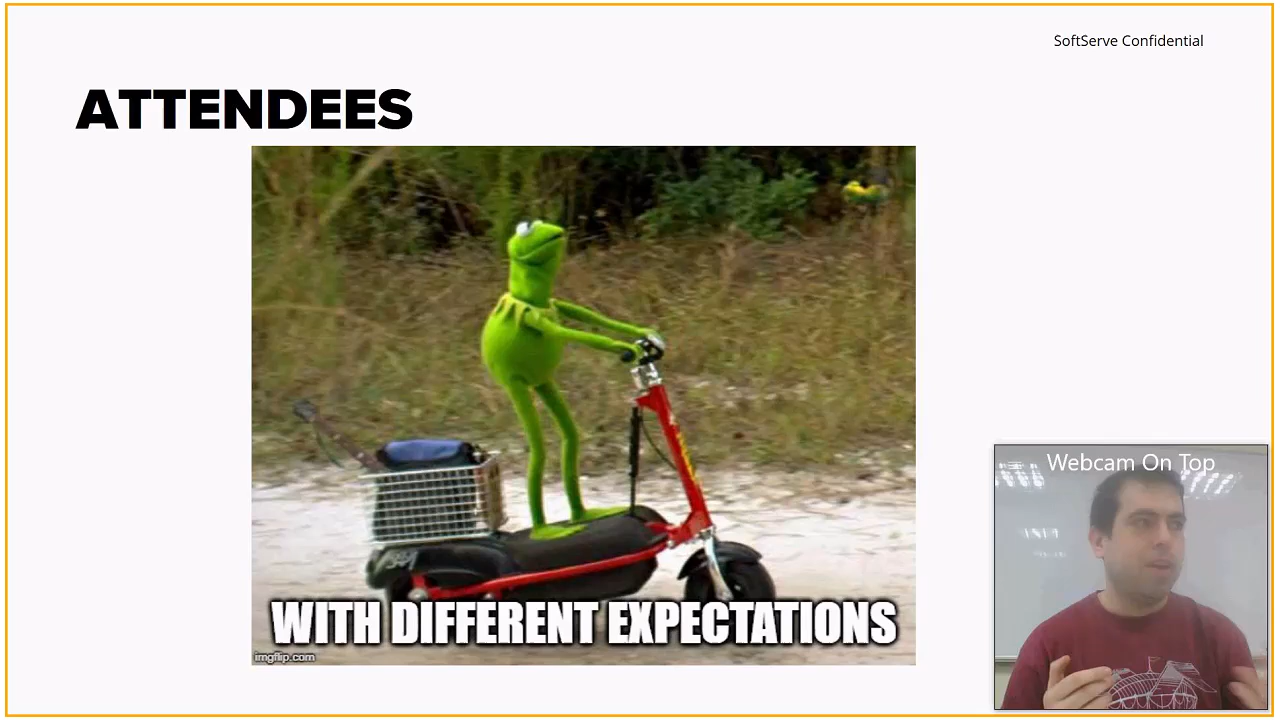 SoftServe Confidential
ATTENDEES
WITH DIFFERENT EXPECTATIONS
imgflip.com
Webcam On Top